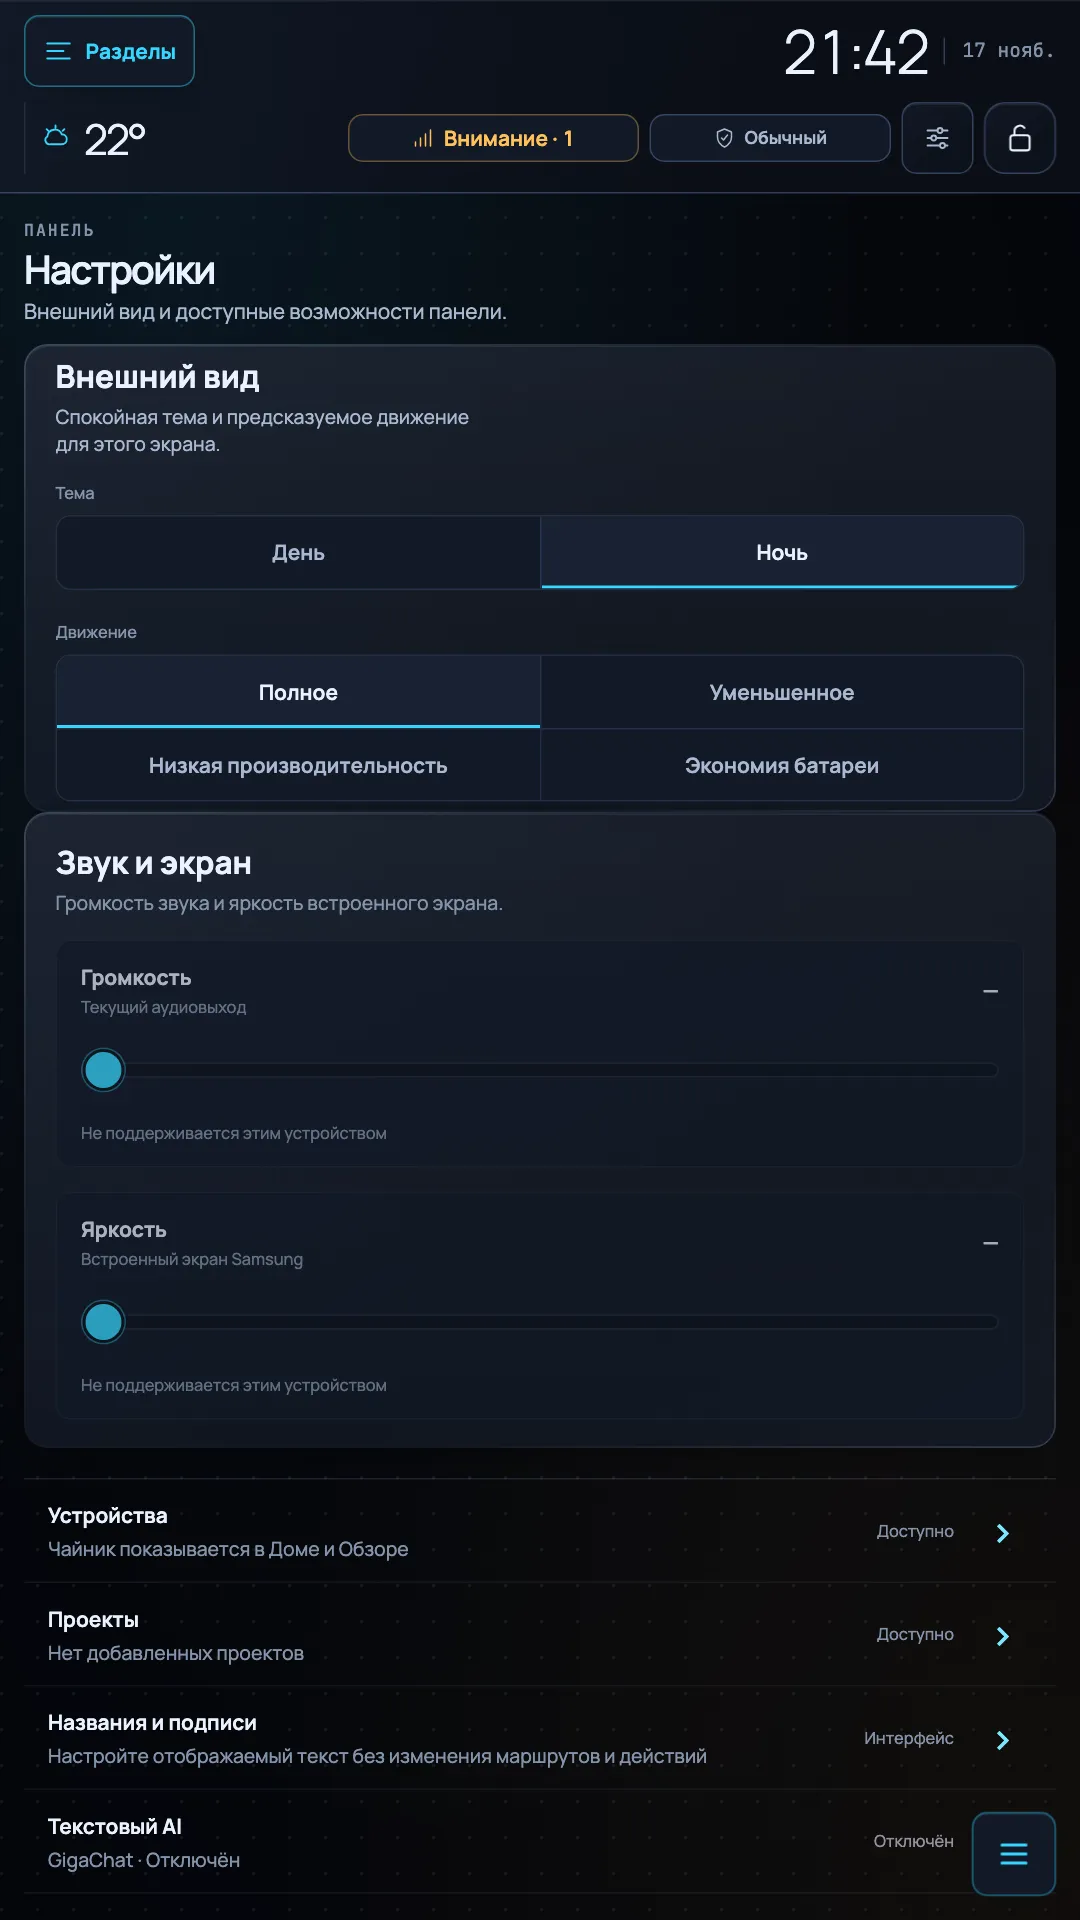 Разделы
21:42
17 нояб.
22°
Внимание · 1
Обычный
ПАНЕЛЬ
Настройки
Внешний вид и доступные возможности панели.
Внешний вид
Спокойная тема и предсказуемое движение
для этого экрана.
Тема
День
Ночь
Движение
Полное
Уменьшенное
Низкая производительность
Экономия батареи
Звук и экран
Громкость звука и яркость встроенного экрана.
Громкость
Текущий аудиовыход
–
Не поддерживается этим устройством
Яркость
Встроенный экран Samsung
–
Не поддерживается этим устройством
Устройства
Чайник показывается в Доме и Обзоре
Доступно
Проекты
Нет добавленных проектов
Доступно
Названия и подписи
Настройте отображаемый текст без изменения маршрутов и действий
Интерфейс
Текстовый AI
GigaChat · Отключён
Отключён